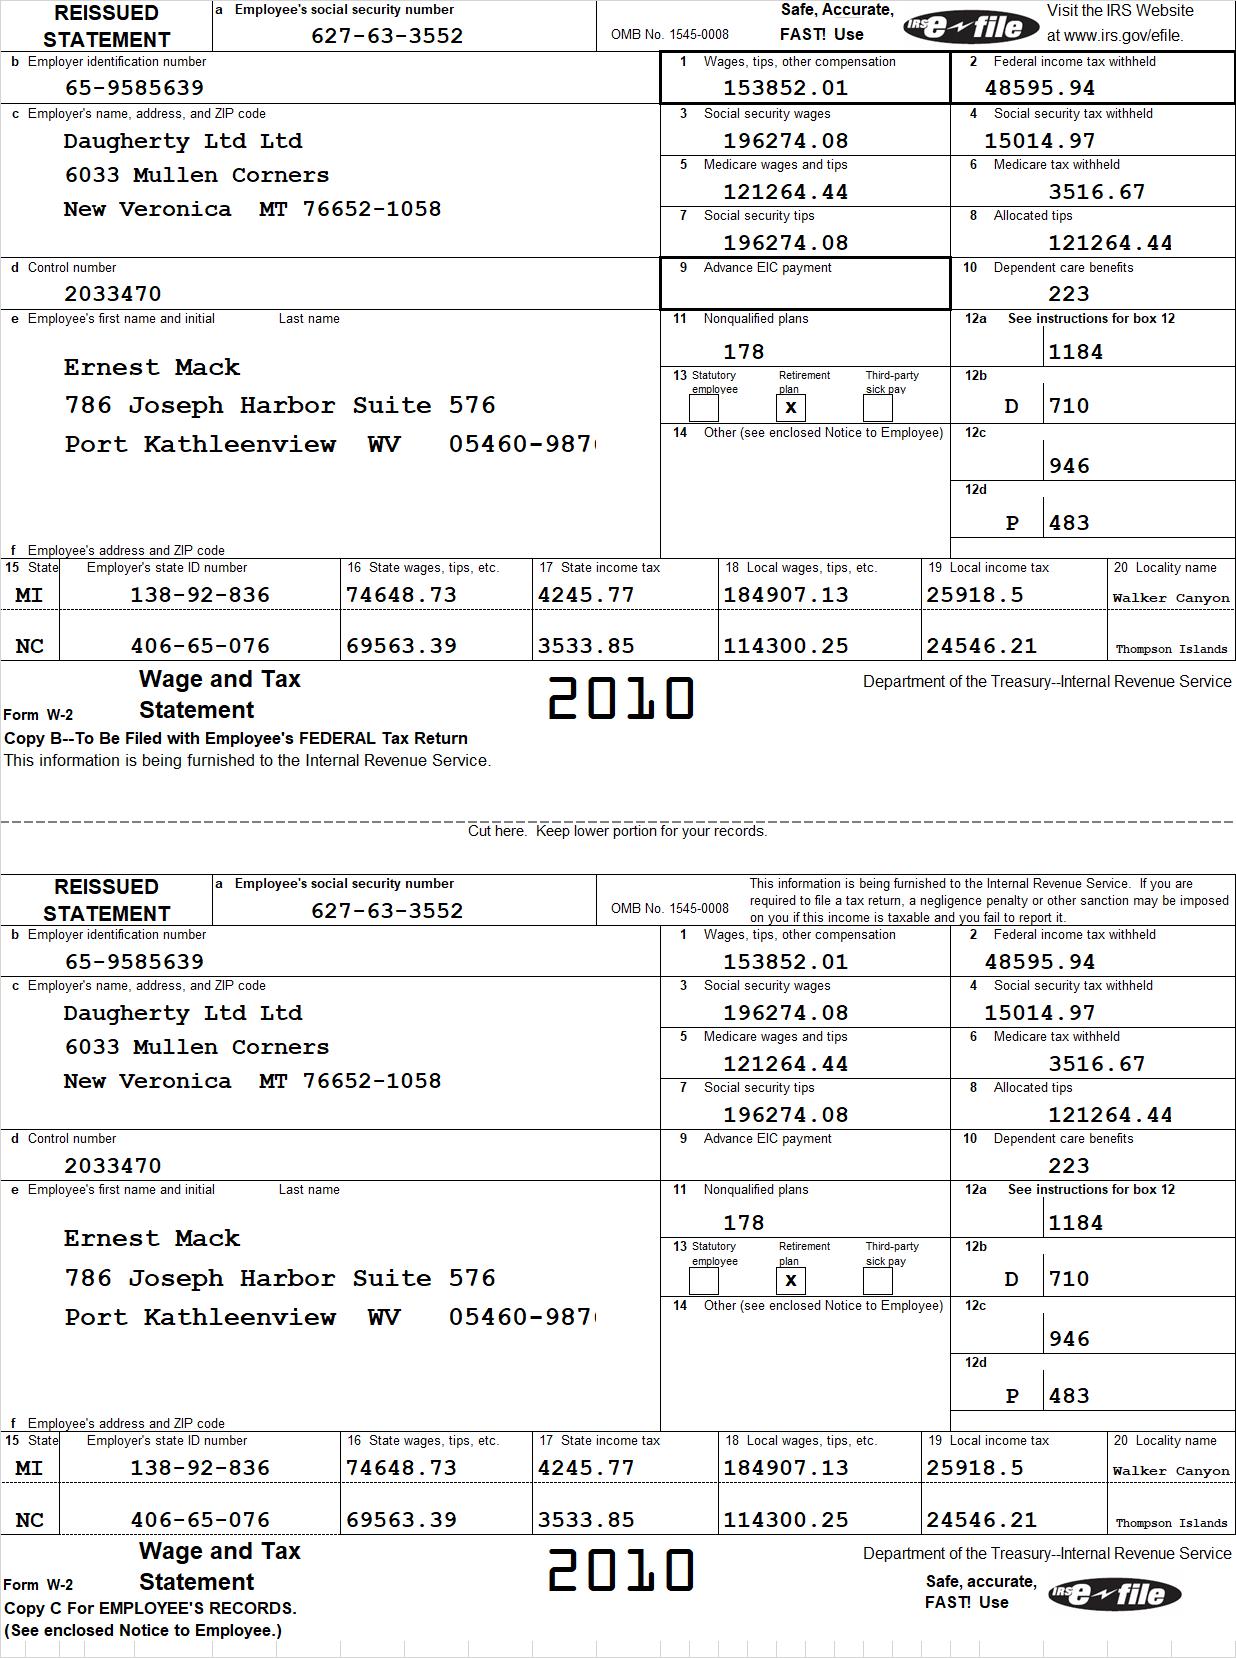 REISSUED
STATEMENT
a Employee's social security number
627-63-3552
OMB No. 1545-0008
Safe, Accurate,
FAST! Use
IRS e-file
Visit the IRS Website
at www.irs.gov/efile.
b Employer identification number
65-9585639
1 Wages, tips, other compensation
153852.01
2 Federal income tax withheld
48595.94
c Employer's name, address, and ZIP code
Daugherty Ltd Ltd
6033 Mullen Corners
New Veronica MT 76652-1058
3 Social security wages
196274.08
4 Social security tax withheld
15014.97
5 Medicare wages and tips
121264.44
6 Medicare tax withheld
3516.67
7 Social security tips
196274.08
8 Allocated tips
121264.44
d Control number
2033470
9 Advance EIC payment
10 Dependent care benefits
223
e Employee's first name and initial Last name
Ernest Mack
786 Joseph Harbor Suite 576
Port Kathleenview WV 05460-987
11 Nonqualified plans
178
12a See instructions for box 12
1184
13 Statutory employee
Retirement plan
X
Third-party sick pay
12b
D 710
14 Other (see enclosed Notice to Employee)
12c
946
12d
P 483
f Employee's address and ZIP code
15 State Employer's state ID number 16 State wages, tips, etc. 17 State income tax 18 Local wages, tips, etc. 19 Local income tax 20 Locality name
MI 138-92-836 74648.73 4245.77 184907.13 25918.5 Walker Canyon
NC 406-65-076 69563.39 3533.85 114300.25 24546.21 Thompson Islands
Wage and Tax
Statement
Form W-2
2010
Department of the Treasury--Internal Revenue Service
Copy B--To Be Filed with Employee's FEDERAL Tax Return
This information is being furnished to the Internal Revenue Service.
Cut here. Keep lower portion for your records.
REISSUED
STATEMENT
a Employee's social security number
627-63-3552
OMB No. 1545-0008
This information is being furnished to the Internal Revenue Service. If you are
required to file a tax return, a negligence penalty or other sanction may be imposed
on you if this income is taxable and you fail to report it.
b Employer identification number
65-9585639
1 Wages, tips, other compensation
153852.01
2 Federal income tax withheld
48595.94
c Employer's name, address, and ZIP code
Daugherty Ltd Ltd
6033 Mullen Corners
New Veronica MT 76652-1058
3 Social security wages
196274.08
4 Social security tax withheld
15014.97
5 Medicare wages and tips
121264.44
6 Medicare tax withheld
3516.67
7 Social security tips
196274.08
8 Allocated tips
121264.44
d Control number
2033470
9 Advance EIC payment
10 Dependent care benefits
223
e Employee's first name and initial Last name
Ernest Mack
786 Joseph Harbor Suite 576
Port Kathleenview WV 05460-987
11 Nonqualified plans
178
12a See instructions for box 12
1184
13 Statutory employee
Retirement plan
X
Third-party sick pay
12b
D 710
14 Other (see enclosed Notice to Employee)
12c
946
12d
P 483
f Employee's address and ZIP code
15 State Employer's state ID number 16 State wages, tips, etc. 17 State income tax 18 Local wages, tips, etc. 19 Local income tax 20 Locality name
MI 138-92-836 74648.73 4245.77 184907.13 25918.5 Walker Canyon
NC 406-65-076 69563.39 3533.85 114300.25 24546.21 Thompson Islands
Wage and Tax
Statement
Form W-2
2010
Department of the Treasury--Internal Revenue Service
Safe, accurate,
FAST! Use
IRS e-file
Copy C For EMPLOYEE'S RECORDS.
(See enclosed Notice to Employee.)